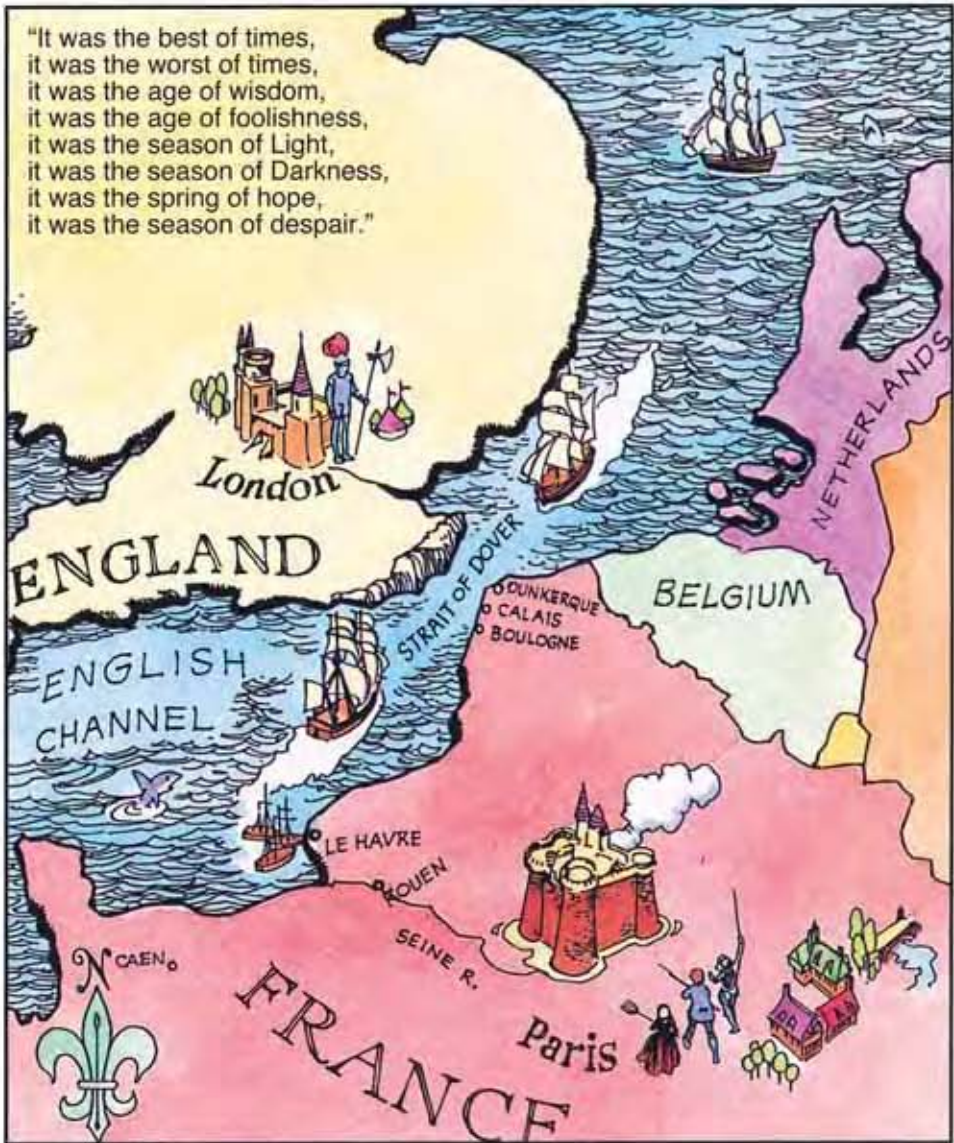 “It was the best of times,
it was the worst of times,
it was the age of wisdom,
it was the age of foolishness,
it was the season of Light,
it was the season of Darkness,
it was the spring of hope,
it was the season of despair.”
London
ENGLAND
NETHERLANDS
BELGIUM
STRAIT OF DOVER
DUNKERQUE
CALAIS
BOULOGNE
ENGLISH
CHANNEL
LE HAVRE
ROUEN
SEINE R.
N
CAEN
Paris
FRANCE